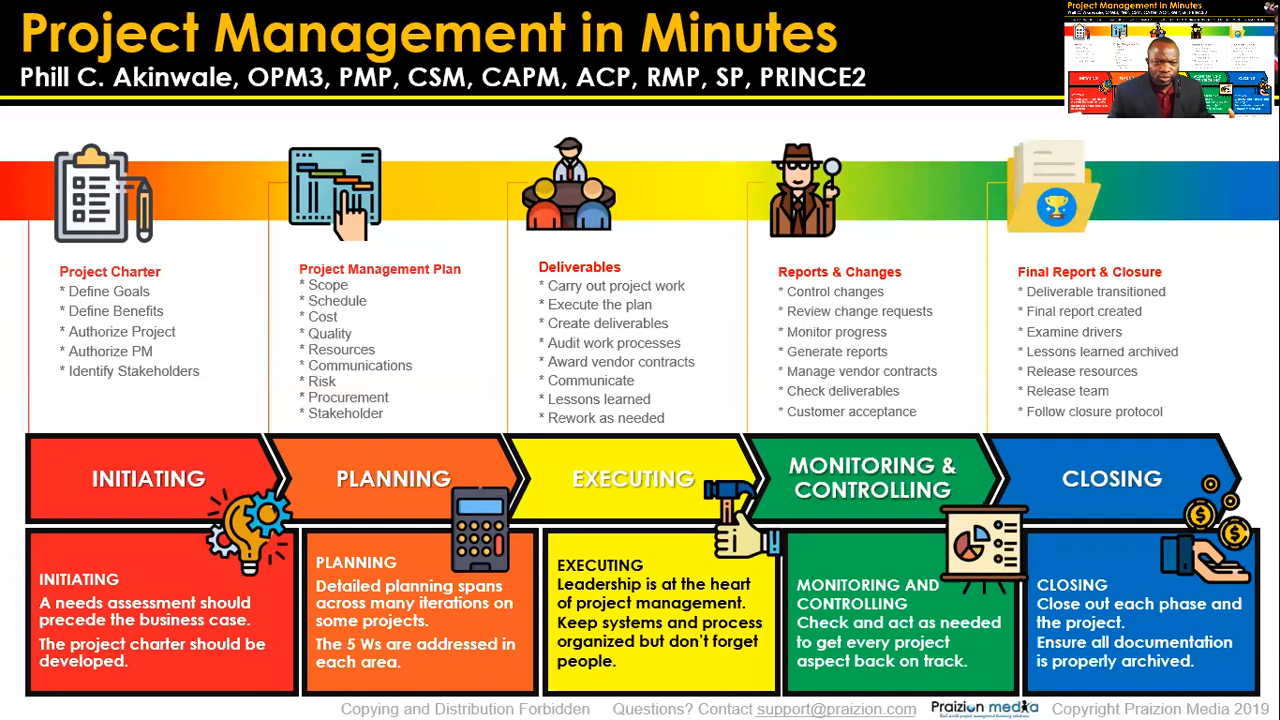 Project Management in Minutes
Phill C. Akinwale, OPM3, PMP, CSM, CAPM, ACP, RMP, SP, PRINCE2
Project Management in Minutes
Project Charter
* Define Goals
* Define Benefits
* Authorize Project
* Authorize PM
* Identify Stakeholders
Project Management Plan
* Scope
* Schedule
* Cost
* Quality
* Resources
* Communications
* Risk
* Procurement
* Stakeholder
Deliverables
* Carry out project work
* Execute the plan
* Create deliverables
* Audit work processes
* Award vendor contracts
* Communicate
* Lessons learned
* Rework as needed
Reports & Changes
* Control changes
* Review change requests
* Monitor progress
* Generate reports
* Manage vendor contracts
* Check deliverables
* Customer acceptance
Final Report & Closure
* Deliverable transitioned
* Final report created
* Examine drivers
* Lessons learned archived
* Release resources
* Release team
* Follow closure protocol
INITIATING
PLANNING
EXECUTING
MONITORING &
CONTROLLING
CLOSING
INITIATING
A needs assessment should
precede the business case.
The project charter should be
developed.
PLANNING
Detailed planning spans
across many iterations on
some projects.
The 5 Ws are addressed in
each area.
EXECUTING
Leadership is at the heart
of project management.
Keep systems and process
organized but don't forget
people.
MONITORING AND
CONTROLLING
Check and act as needed
to get every project
aspect back on track.
CLOSING
Close out each phase and
the project.
Ensure all documentation
is properly archived.
Copying and Distribution Forbidden Questions? Contact support@praizion.com Praizion media Copyright Praizion Media 2019